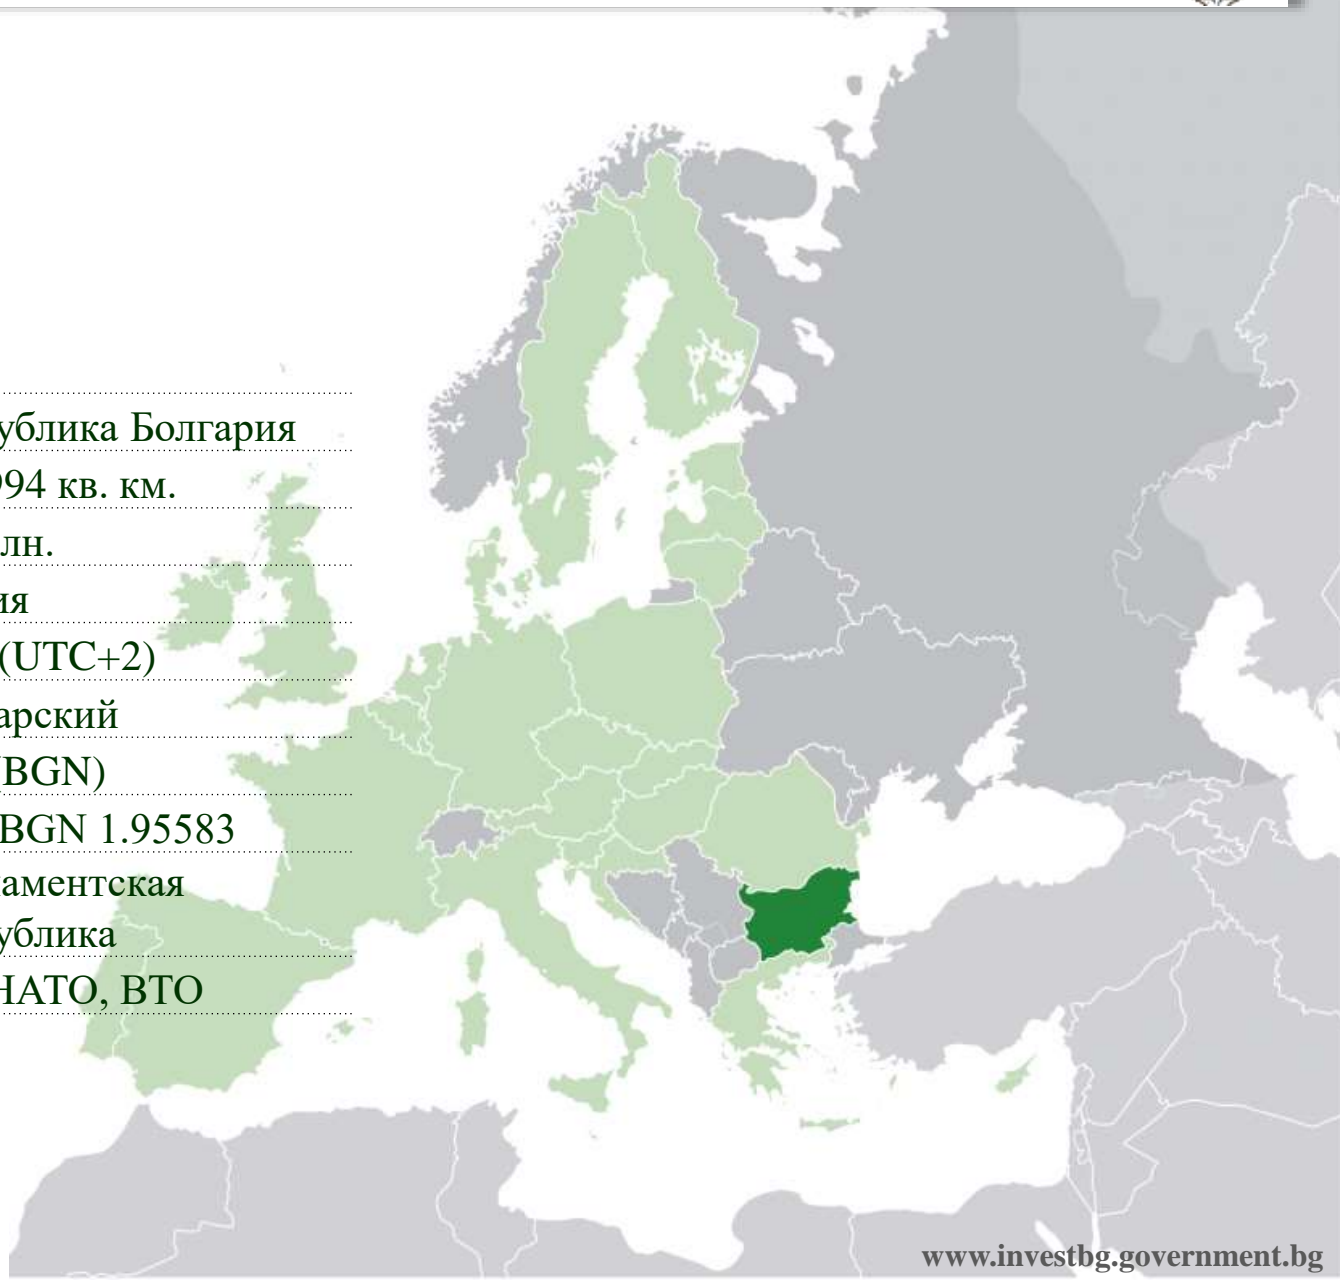 ублика Болгария
994 кв. км.
лн.
ия
(UTC+2)
арский
(BGN)
BGN 1.95583
аментская
ублика
НАТО, ВТО
www.investbg.government.bg